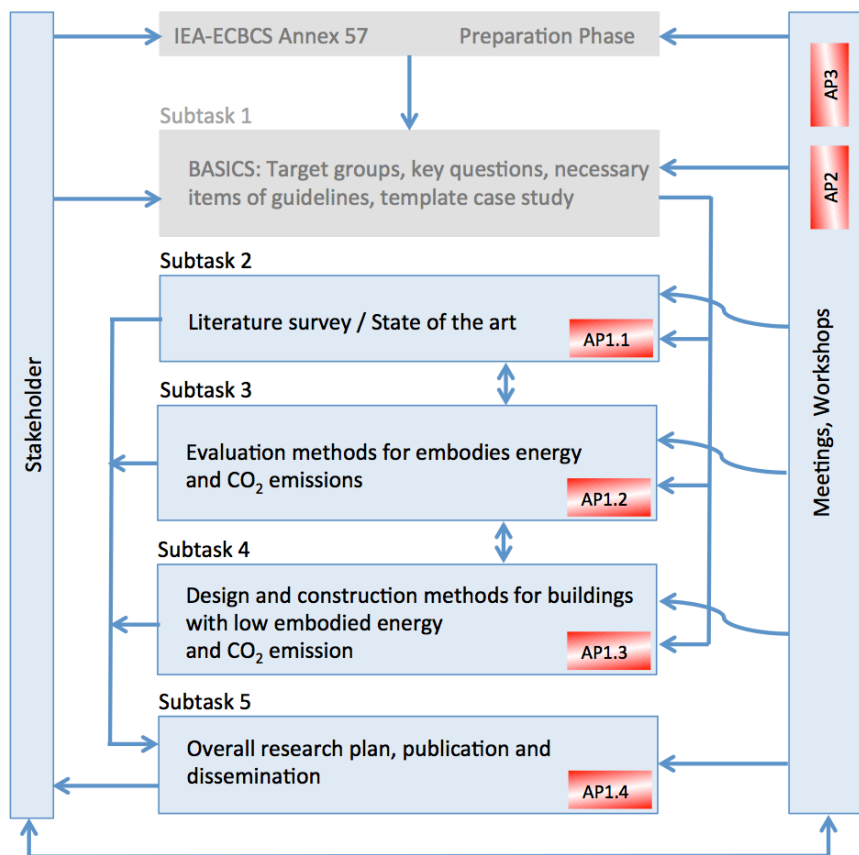 IEA-ECBCS Annex 57 Preparation Phase
AP3
Subtask 1
BASICS: Target groups, key questions, necessary
items of guidelines, template case study
AP2
Subtask 2
Literature survey / State of the art
AP1.1
Stakeholder
Meetings, Workshops
Subtask 3
Evaluation methods for embodies energy
and CO₂ emissions
AP1.2
Subtask 4
Design and construction methods for buildings
with low embodied energy
and CO₂ emission
AP1.3
Subtask 5
Overall research plan, publication and
dissemination
AP1.4